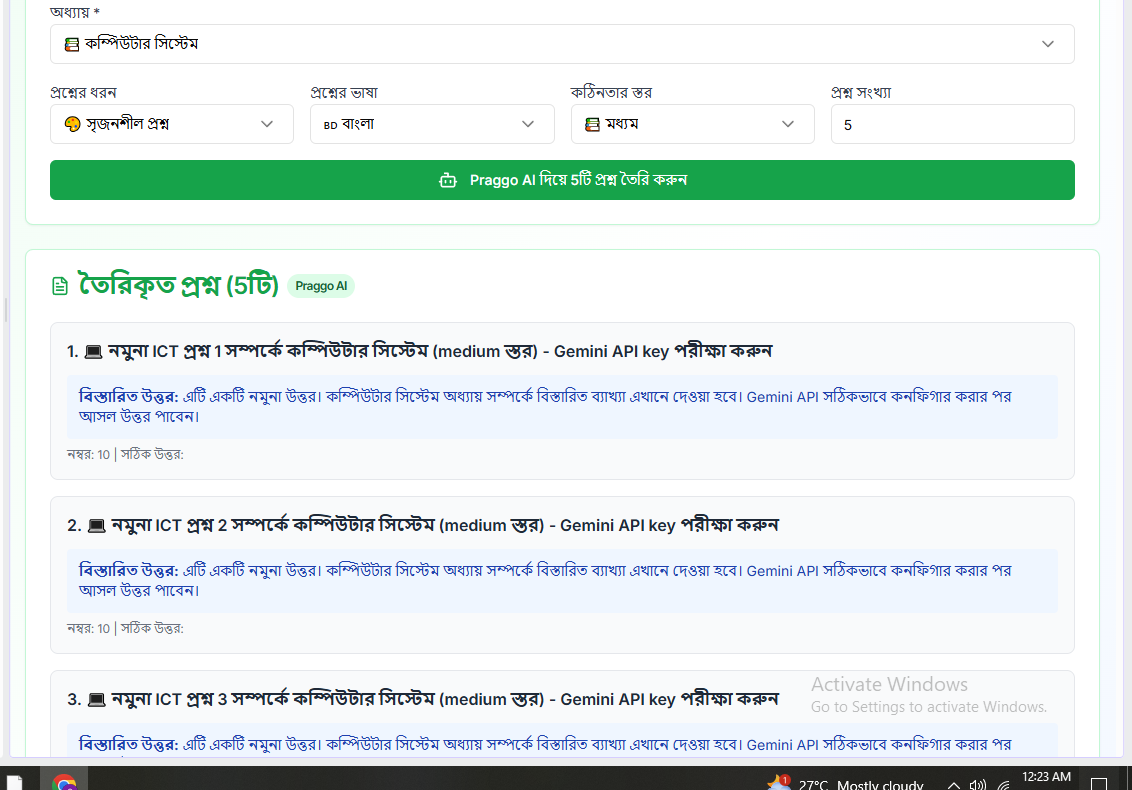 অধ্যায় *
কম্পিউটার সিস্টেম
প্রশ্নের ধরন
প্রশ্নের ভাষা
কঠিনতার স্তর
প্রশ্ন সংখ্যা
সৃজনশীল প্রশ্ন
BD বাংলা
মধ্যম
5
Praggo AI দিয়ে 5টি প্রশ্ন তৈরি করুন
তৈরিকৃত প্রশ্ন (5টি) Praggo AI
1. 💻 নমুনা ICT প্রশ্ন 1 সম্পর্কে কম্পিউটার সিস্টেম (medium স্তর) - Gemini API key পরীক্ষা করুন
বিস্তারিত উত্তর: এটি একটি নমুনা উত্তর। কম্পিউটার সিস্টেম অধ্যায় সম্পর্কে বিস্তারিত ব্যাখ্যা এখানে দেওয়া হবে। Gemini API সঠিকভাবে কনফিগার করার পর
আসল উত্তর পাবেন।
নম্বর: 10 | সঠিক উত্তর:
2. 💻 নমুনা ICT প্রশ্ন 2 সম্পর্কে কম্পিউটার সিস্টেম (medium স্তর) - Gemini API key পরীক্ষা করুন
বিস্তারিত উত্তর: এটি একটি নমুনা উত্তর। কম্পিউটার সিস্টেম অধ্যায় সম্পর্কে বিস্তারিত ব্যাখ্যা এখানে দেওয়া হবে। Gemini API সঠিকভাবে কনফিগার করার পর
আসল উত্তর পাবেন।
নম্বর: 10 | সঠিক উত্তর:
3. 💻 নমুনা ICT প্রশ্ন 3 সম্পর্কে কম্পিউটার সিস্টেম (medium স্তর) - Gemini API key পরীক্ষা করুন
Activate Windows
Go to Settings to activate Windows.
বিস্তারিত উত্তর: এটি একটি নমুনা উত্তর। কম্পিউটার সিস্টেম অধ্যায় সম্পর্কে বিস্তারিত ব্যাখ্যা এখানে দেওয়া হবে। Gemini API সঠিকভাবে কনফিগার করার পর
1
27°C Mostly cloudy
12:23 AM